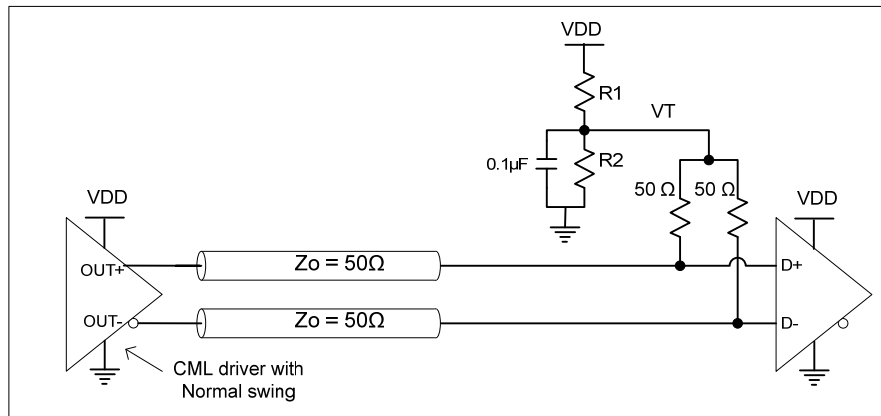 VDD
R1
VT
0.1µF
R2
50 Ω
50 Ω
VDD
VDD
OUT+
Zo = 50Ω
D+
OUT-
Zo = 50Ω
D-
CML driver with
Normal swing